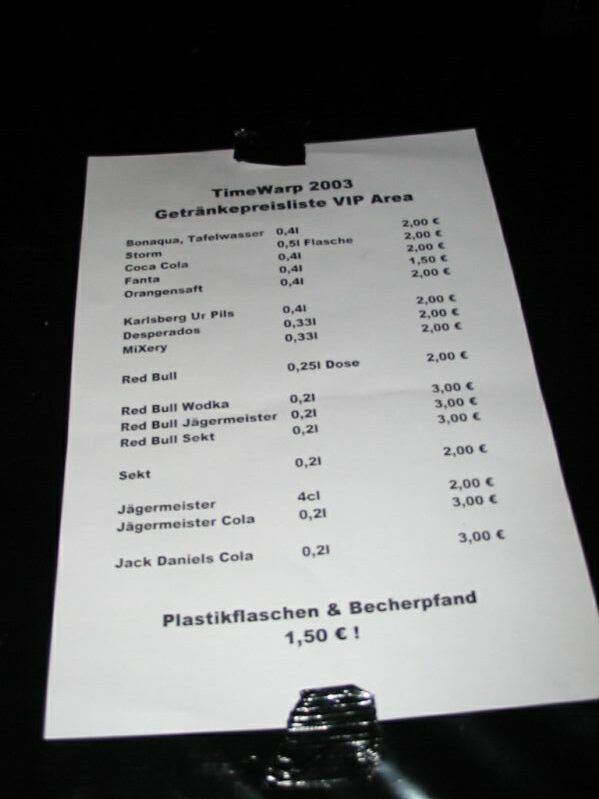 TimeWarp 2003
Getränkepreisliste VIP Area
Bonaqua, Tafelwasser 0,4l 2,00 €
Storm 0,5l Flasche 2,00 €
Coca Cola 0,4l 2,00 €
Fanta 0,4l 1,50 €
Orangensaft 0,4l 2,00 €
Karlsberg Ur Pils 0,4l 2,00 €
Desperados 0,33l 2,00 €
MiXery 0,33l 2,00 €
Red Bull 0,25l Dose 2,00 €
Red Bull Wodka 0,2l 3,00 €
Red Bull Jägermeister 0,2l 3,00 €
Red Bull Sekt 0,2l 3,00 €
Sekt 0,2l 2,00 €
Jägermeister 4cl 2,00 €
Jägermeister Cola 0,2l 3,00 €
Jack Daniels Cola 0,2l 3,00 €
Plastikflaschen & Becherpfand
1,50 € !